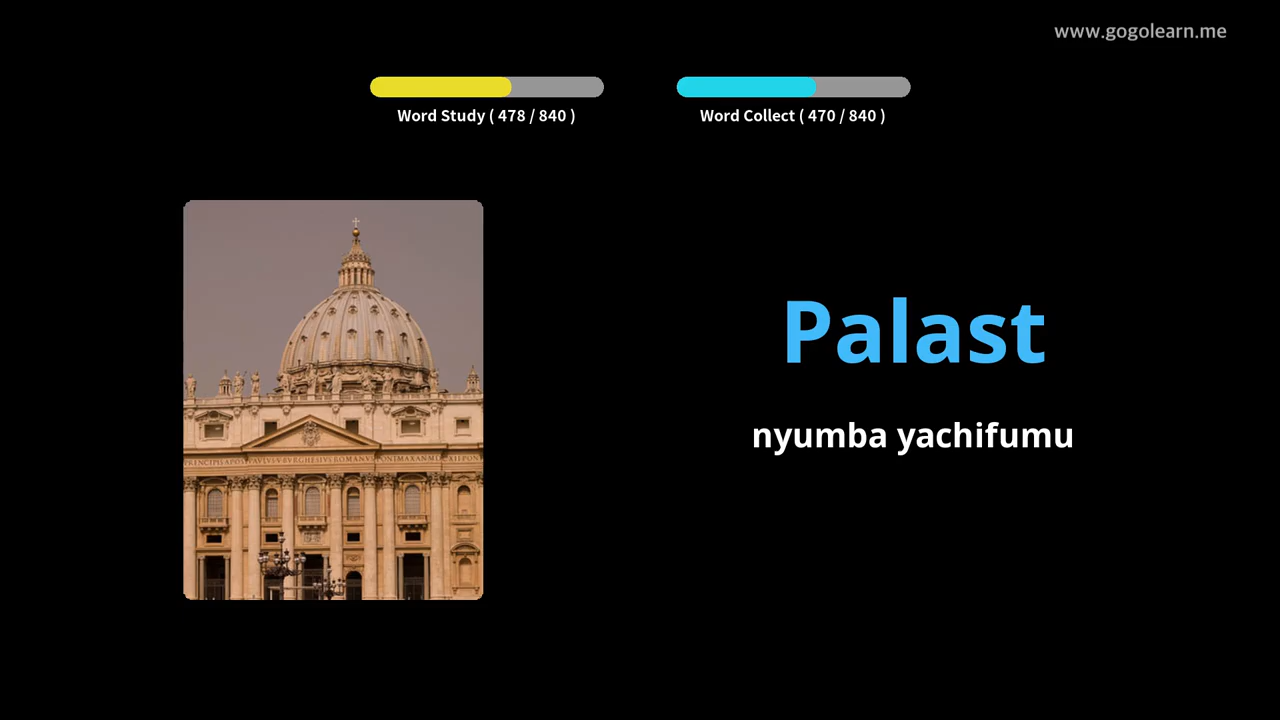 www.gogolearn.me
Word Study ( 478 / 840 )
Word Collect ( 470 / 840 )
Palast
nyumba yachifumu